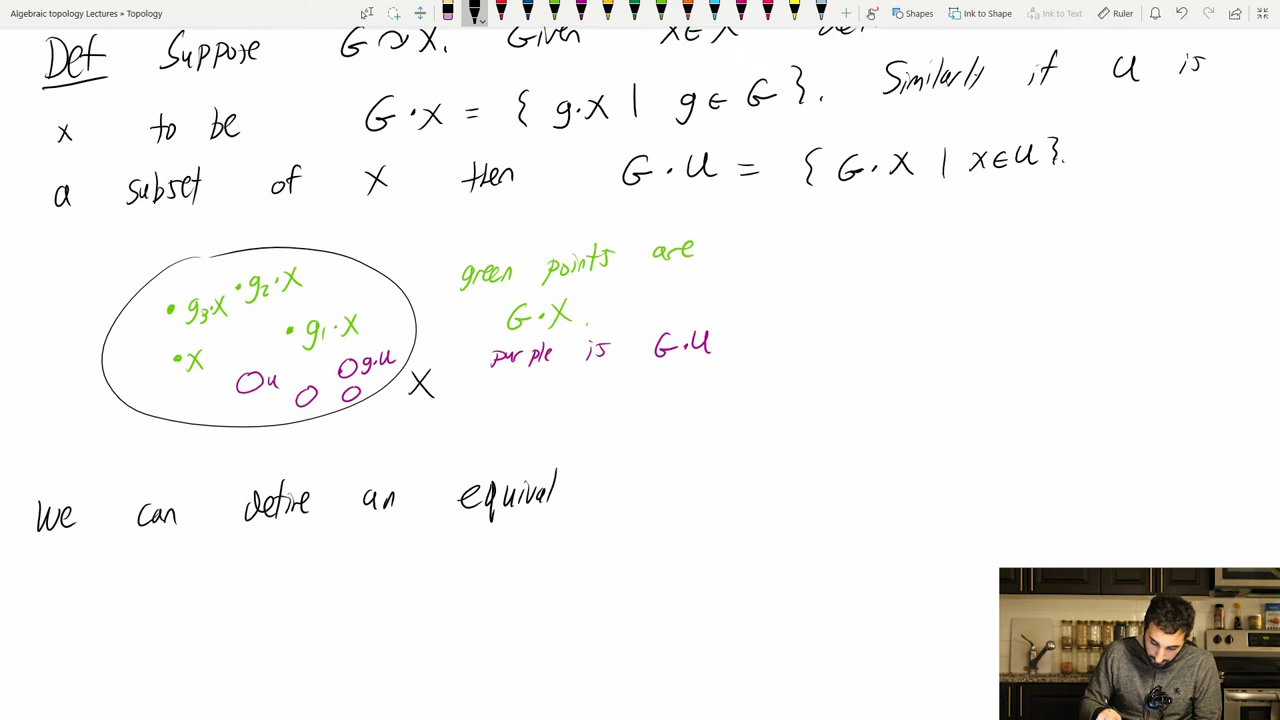 Algebraic topology Lectures » Topology
Shapes Ink to Shape Ink to Text Ruler
Def Suppose G ↷ X. Given x ∈ X
x to be G·x = { g·x | g ∈ G }. Similarly if U is
a subset of X then G·U = { G·x | x ∈ U }.
g₃·x g₂·x
g₁·x
x
U g·U
X
green points are
G·X.
purple is G·U
We can define an equival